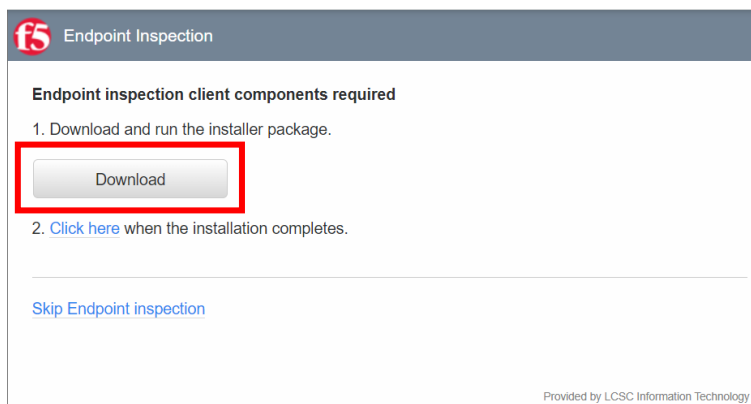 f5 Endpoint Inspection
Endpoint inspection client components required
1. Download and run the installer package.
Download
2. Click here when the installation completes.
Skip Endpoint inspection
Provided by LCSC Information Technology